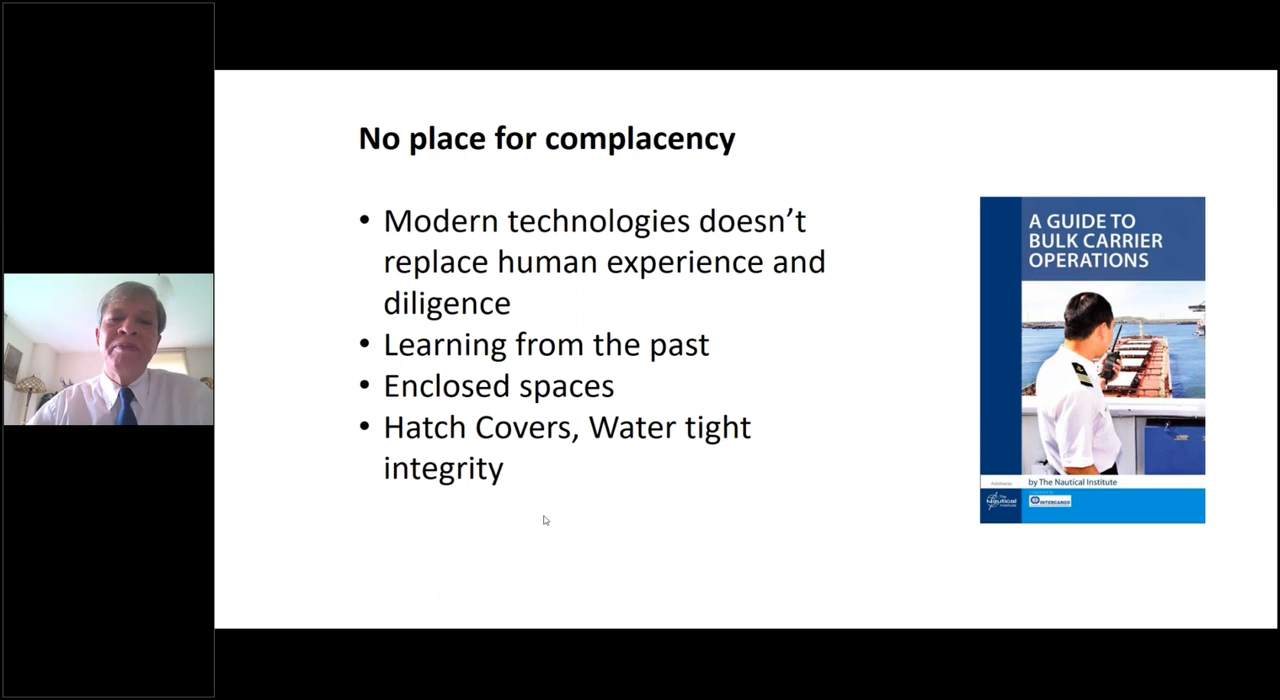 No place for complacency
• Modern technologies doesn’t
replace human experience and
diligence
• Learning from the past
• Enclosed spaces
• Hatch Covers, Water tight
integrity
A GUIDE TO
BULK CARRIER
OPERATIONS
by The Nautical Institute
The
Nautical
Institute
INTERCARGO